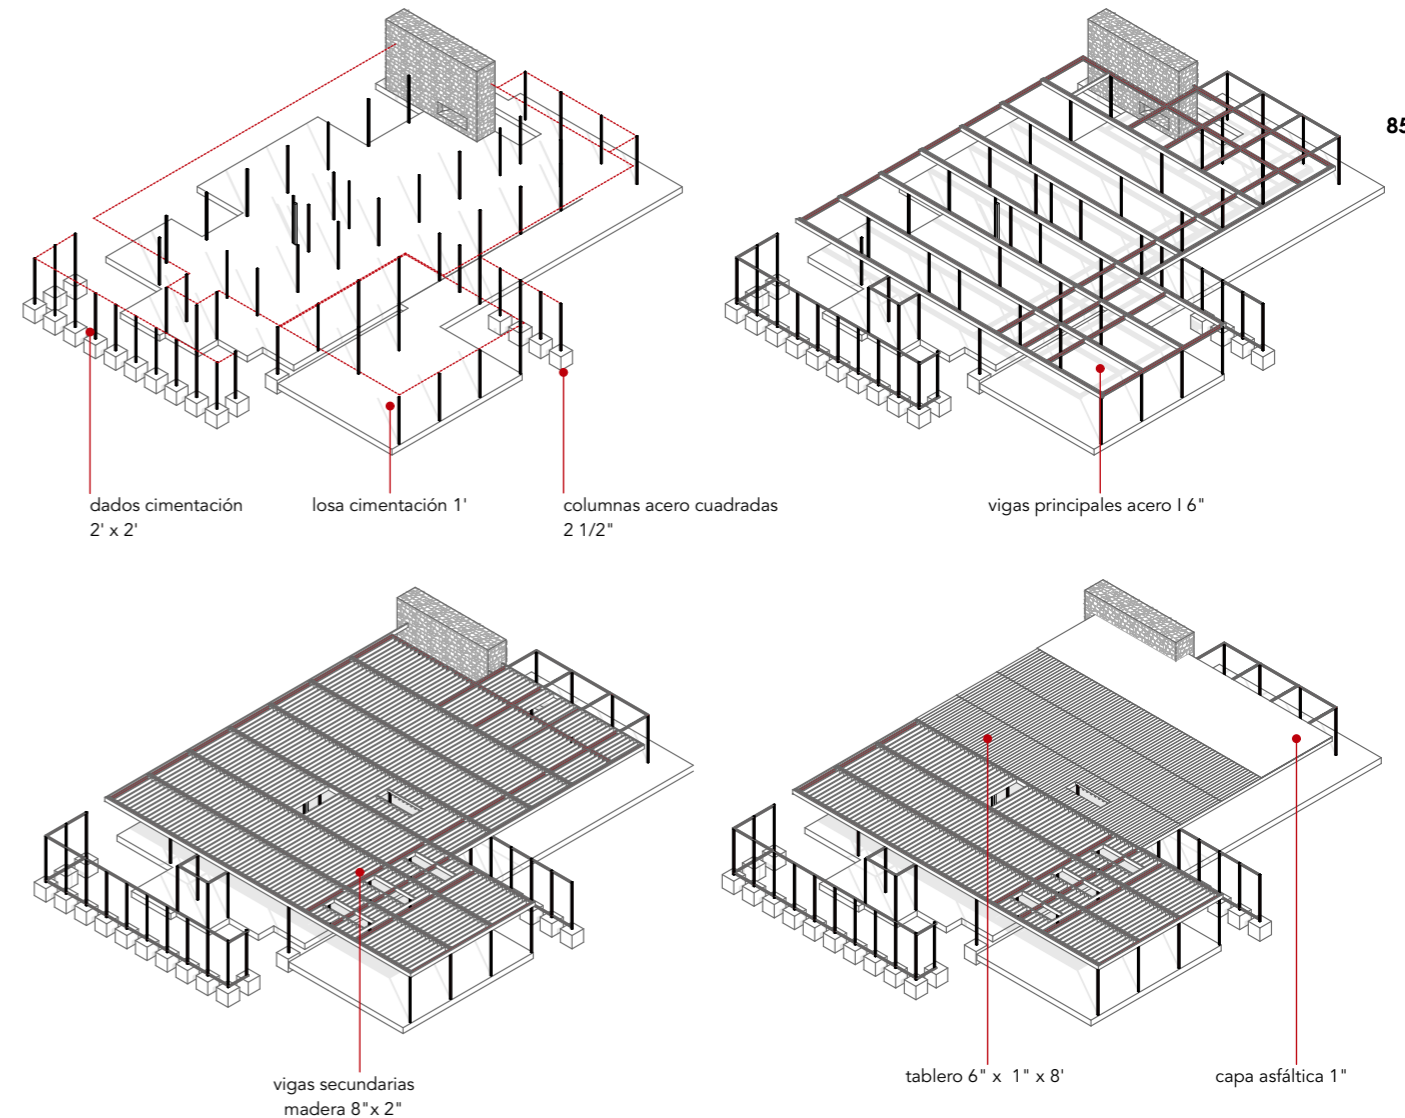 85
dados cimentación
2' x 2'
losa cimentación 1'
columnas acero cuadradas
2 1/2"
vigas principales acero I 6"
vigas secundarias
madera 8"x 2"
tablero 6" x 1" x 8'
capa asfáltica 1"